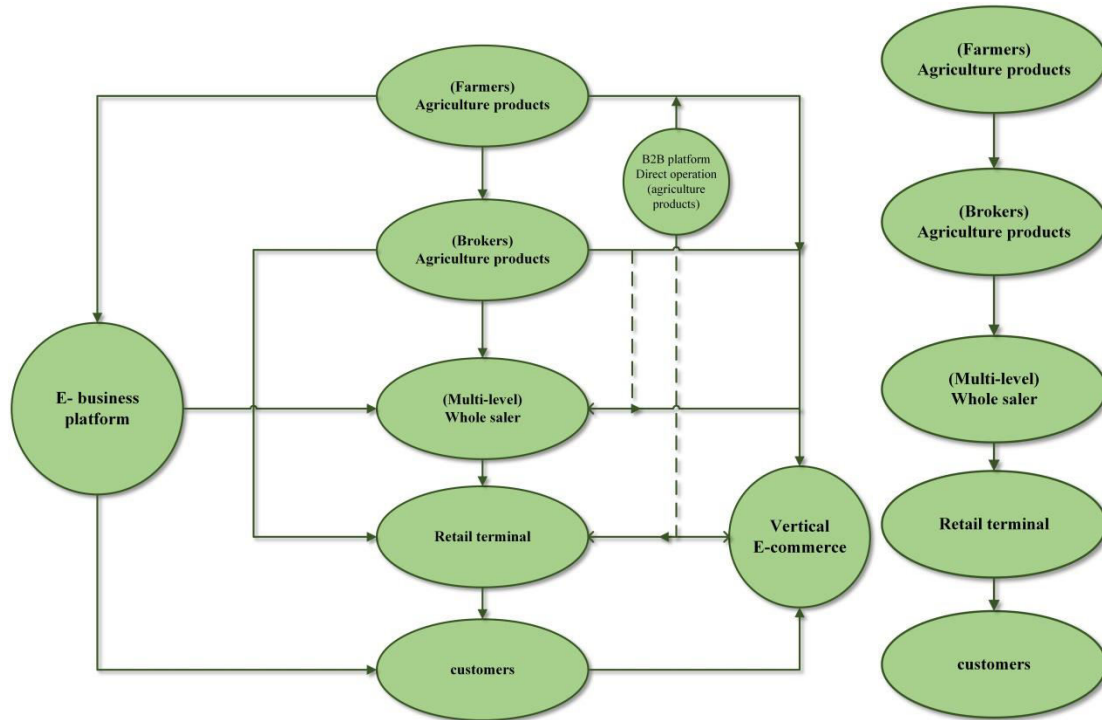 (Farmers)
Agriculture products
B2B platform
Direct operation
(agriculture
products)
(Brokers)
Agriculture products
E- business
platform
(Multi-level)
Whole saler
Retail terminal
Vertical
E-commerce
customers
(Farmers)
Agriculture products
(Brokers)
Agriculture products
(Multi-level)
Whole saler
Retail terminal
customers